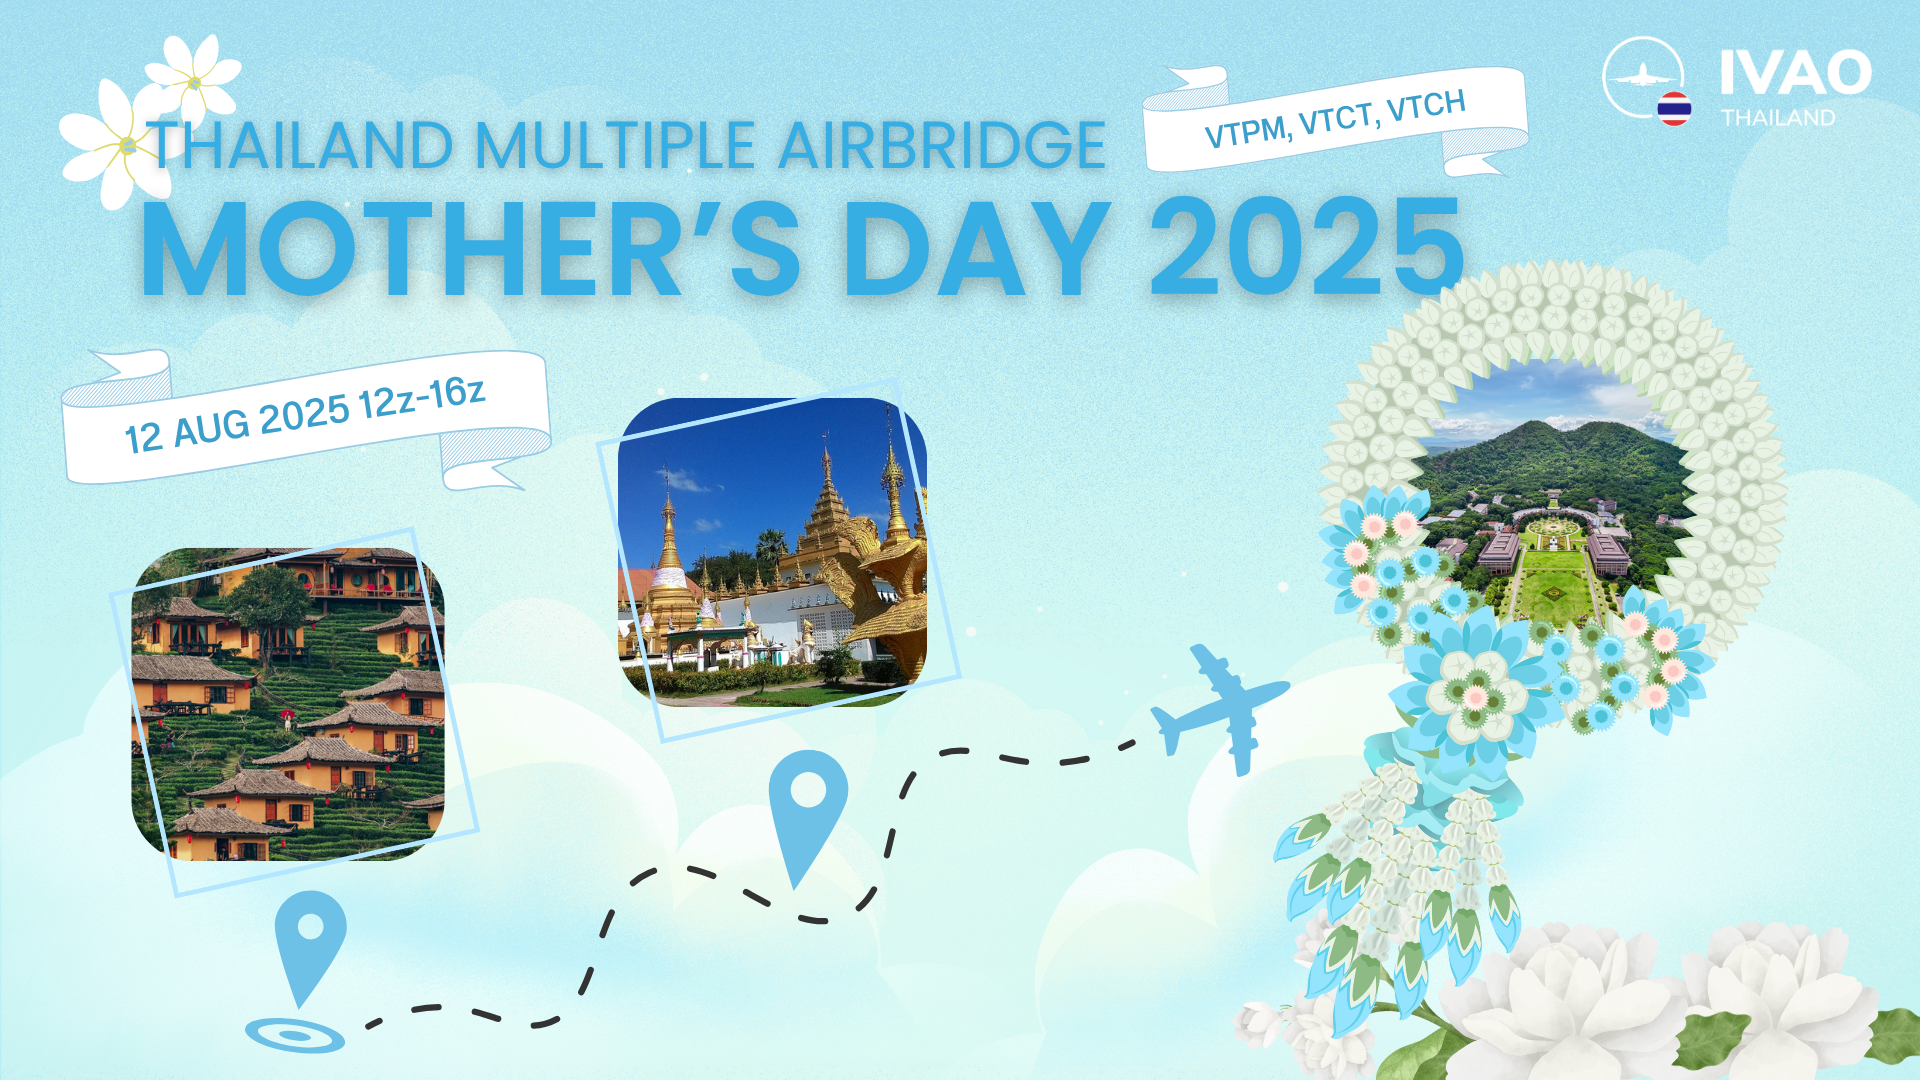 THAILAND MULTIPLE AIRBRIDGE
VTPM, VTCT, VTCH
IVAO
THAILAND
MOTHER’S DAY 2025
12 AUG 2025 12z-16z